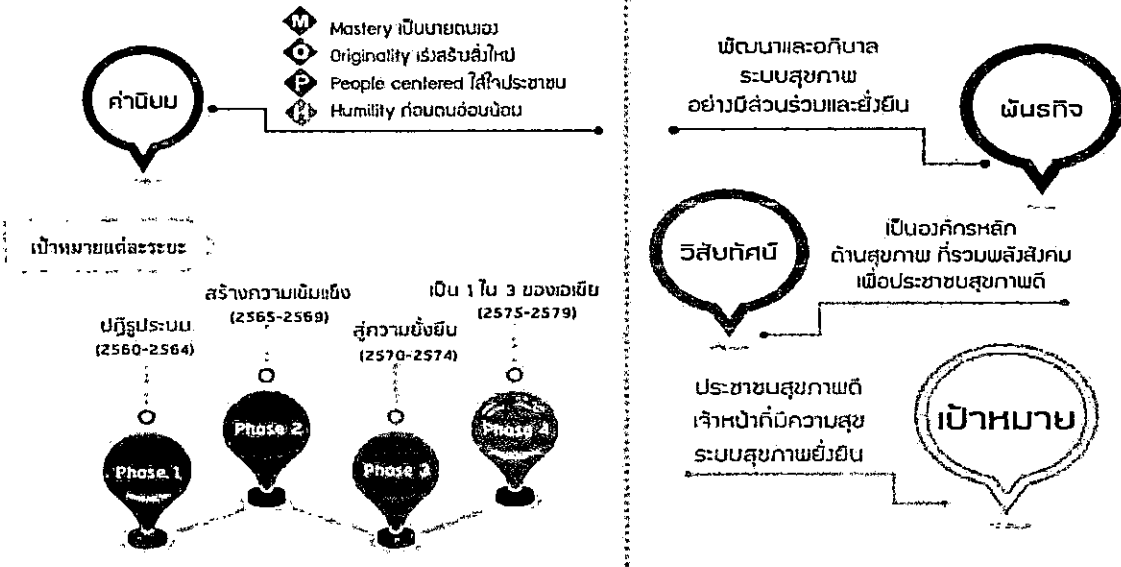 M Mastery เป็นนายตนเอง
O Originality เร่งสร้างสิ่งใหม่
P People centered ใส่ใจประชาชน
H Humility ถ่อมตนอ่อนน้อม
ค่านิยม
เป้าหมายแต่ละระยะ
ปฏิรูประบบ
(2560-2564)
สร้างความเข้มแข็ง
(2565-2569)
สู่ความยั่งยืน
(2570-2574)
เป็น 1 ใน 3 ของเอเชีย
(2575-2579)
Phase 1
Phase 2
Phase 3
Phase 4
พัฒนาและอภิบาล
ระบบสุขภาพ
อย่างมีส่วนร่วมและยั่งยืน
พันธกิจ
วิสัยทัศน์
เป็นองค์กรหลัก
ด้านสุขภาพ ที่รวมพลังสังคม
เพื่อประชาชนสุขภาพดี
ประชาชนสุขภาพดี
เจ้าหน้าที่มีความสุข
ระบบสุขภาพยั่งยืน
เป้าหมาย